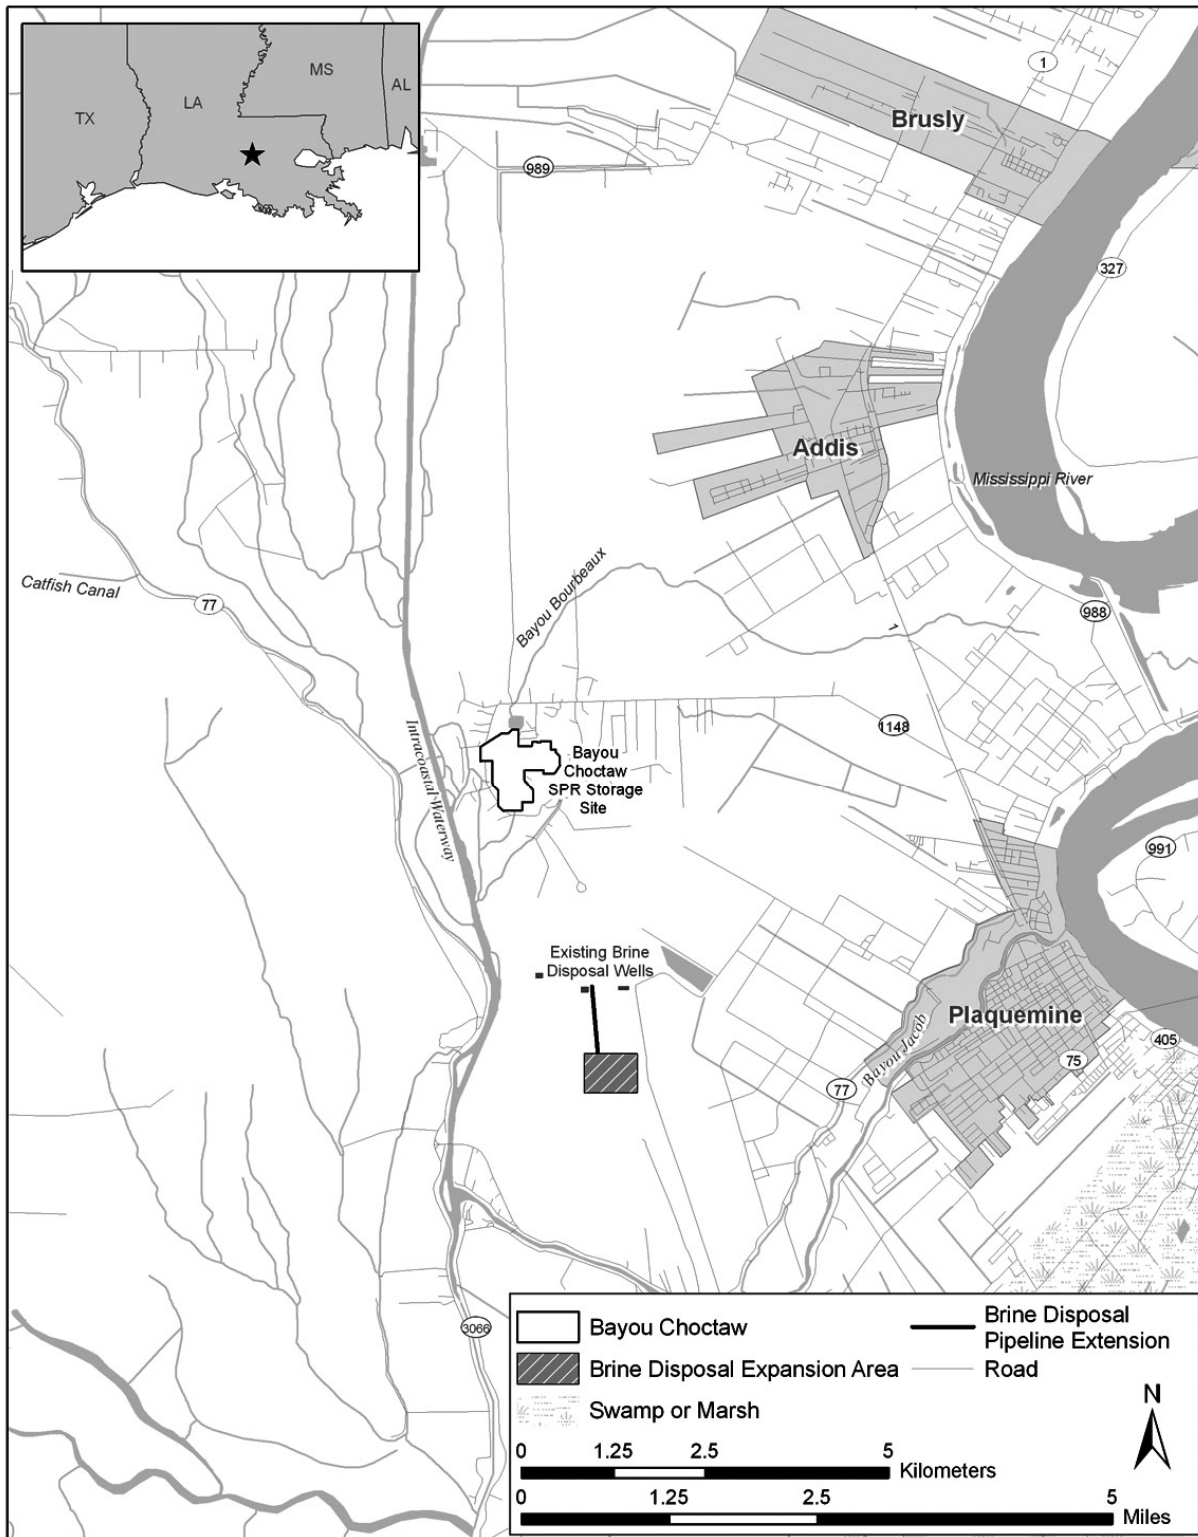 MS
AL
LA
TX
1
Brusly
989
327
Addis
Mississippi River
Bayou Bourbeaux
Catfish Canal
77
988
1
1148
Intracoastal Waterway
Bayou
Choctaw
SPR Storage
Site
991
Existing Brine
Disposal Wells
Plaquemine
Bayou Jacob
405
75
77
3066
Bayou Choctaw
Brine Disposal
Pipeline Extension
Brine Disposal Expansion Area
Road
Swamp or Marsh
N
0 1.25 2.5 5
Kilometers
0 1.25 2.5 5
Miles